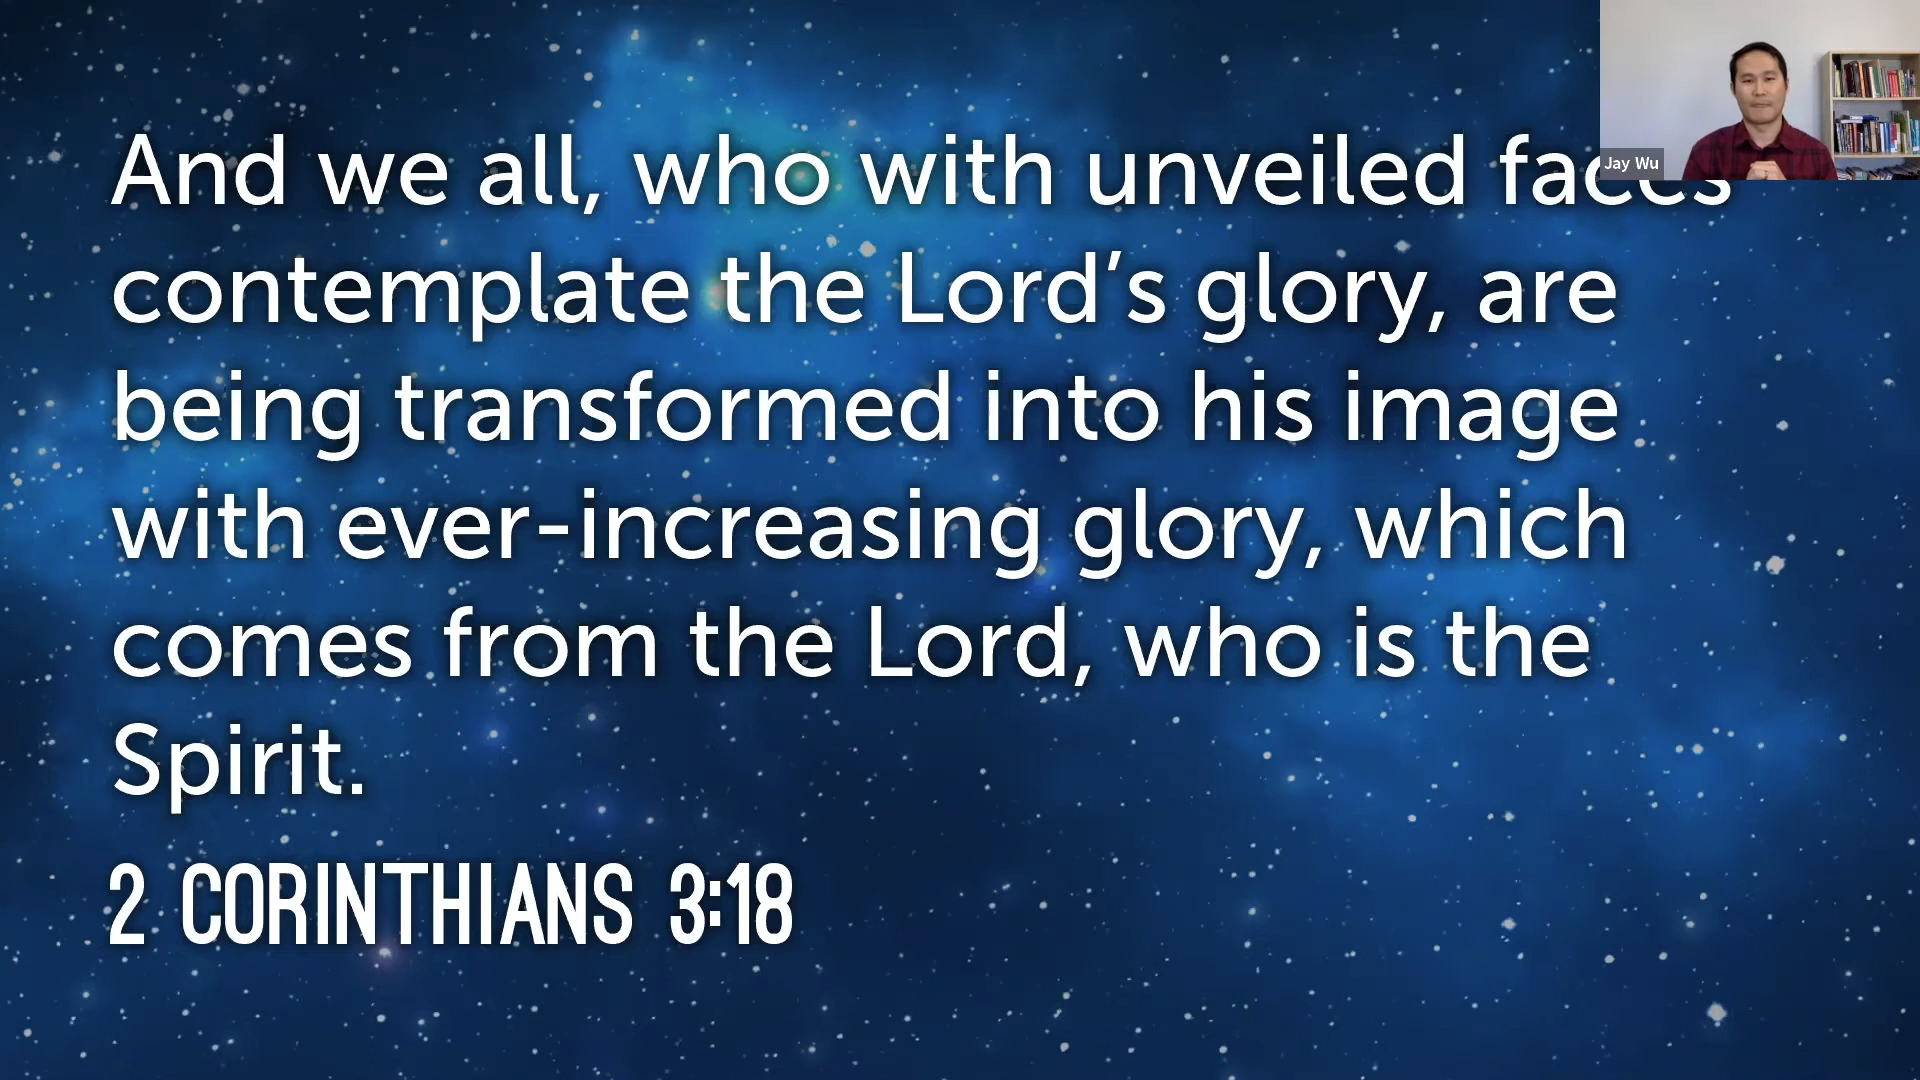 And we all, who with unveiled faces
contemplate the Lord’s glory, are
being transformed into his image
with ever-increasing glory, which
comes from the Lord, who is the
Spirit.
2 CORINTHIANS 3:18
Jay Wu